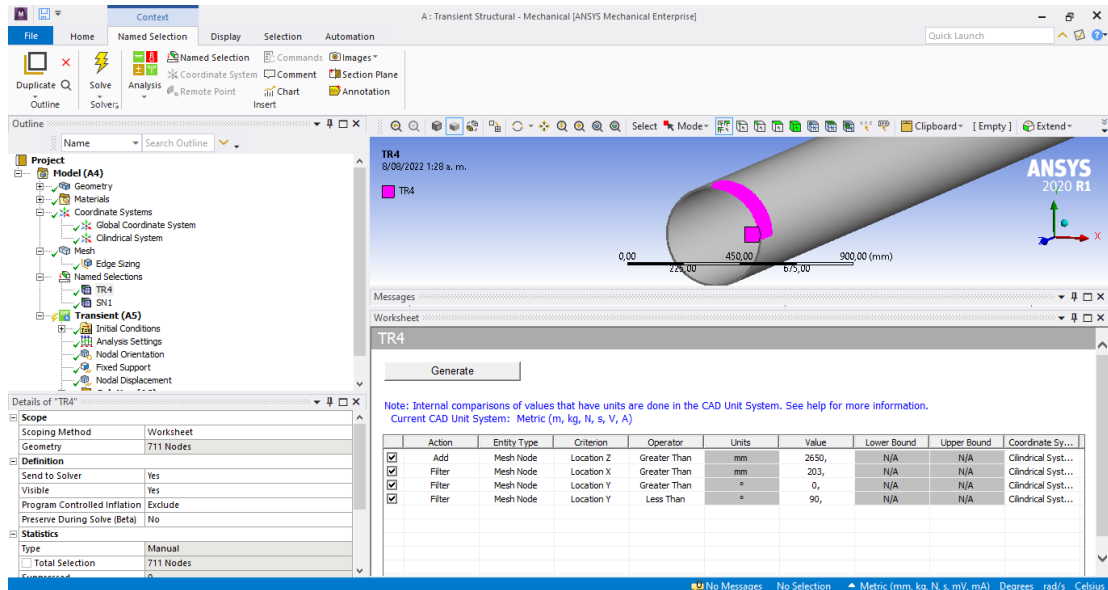 Context
A : Transient Structural - Mechanical [ANSYS Mechanical Enterprise]
File Home Named Selection Display Selection Automation
Quick Launch
Duplicate
Outline
Solve
Solver
Analysis
Named Selection
Coordinate System
Remote Point
Commands
Comment
Chart
Images
Section Plane
Annotation
Insert
Outline
Name Search Outline
Project
Model (A4)
Geometry
Materials
Coordinate Systems
Global Coordinate System
Cilindrical System
Mesh
Edge Sizing
Named Selections
TR4
SN1
Transient (A5)
Initial Conditions
Analysis Settings
Nodal Orientation
Fixed Support
Nodal Displacement
Details of "TR4"
Scope
Scoping Method Worksheet
Geometry 711 Nodes
Definition
Send to Solver Yes
Visible Yes
Program Controlled Inflation Exclude
Preserve During Solve (Beta) No
Statistics
Type Manual
Total Selection 711 Nodes
Suppressed 0
Select Mode Clipboard [ Empty ] Extend
TR4
8/08/2022 1:28 a. m.
TR4
ANSYS
2020 R1
Y
X
Z
0,00 450,00 900,00 (mm)
225,00 675,00
Messages
Worksheet
TR4
Generate
Note: Internal comparisons of values that have units are done in the CAD Unit System. See help for more information.
Current CAD Unit System: Metric (m, kg, N, s, V, A)
Action Entity Type Criterion Operator Units Value Lower Bound Upper Bound Coordinate Sy...
Add Mesh Node Location Z Greater Than mm 2650, N/A N/A Cilindrical Syst...
Filter Mesh Node Location X Greater Than mm 203, N/A N/A Cilindrical Syst...
Filter Mesh Node Location Y Greater Than ° 0, N/A N/A Cilindrical Syst...
Filter Mesh Node Location Y Less Than ° 90, N/A N/A Cilindrical Syst...
No Messages No Selection Metric (mm, kg, N, s, mV, mA) Degrees rad/s Celsius